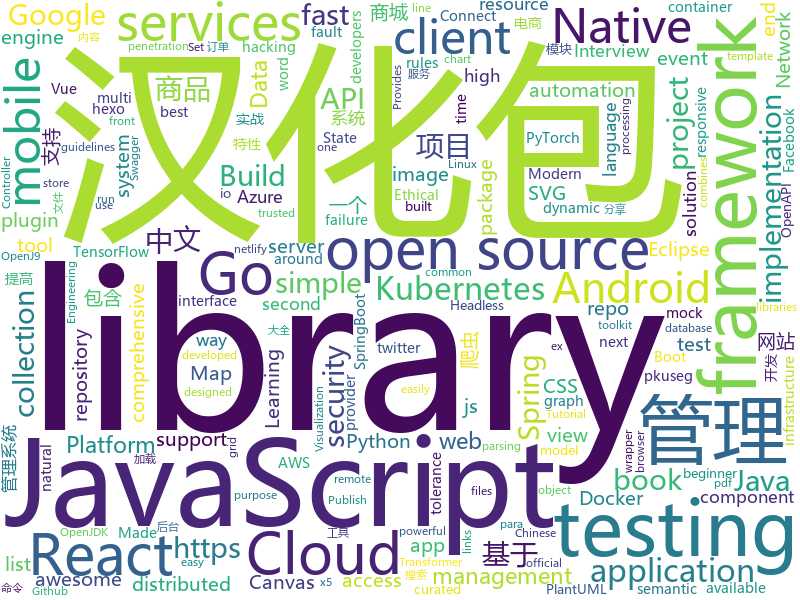 Google
services
fast
商城
resource
container
engine
Connect
电商
line
内容
fault
developers
Set 订单
penetration
hacking
client
Native
Network
end
Interview
rules
模块
Provides
chart
服务
event
word
Data
商品
mobile
Vue
multi
hexo
front
API
high
automation
best
template
framework
time
实战
系统
PyTorch
language
processing
支持
特性
project
responsive
Facebook
system
State
项目
Modern
Controller
guidelines
Swagger
Build
image
dynamic
分享
SVG
package
Linux
one
store
io
Azure
一个
Ethical
solution
OpenAPI
run
use
plugin
failure
trusted
built
汉化包
implementation
combines
文件
tool
TensorFlow
server
around
open source
Eclipse
netlify
OpenJ9
提高
中文
Go
simple
Kubernetes
Android
repo
common
Engineering
包含
interface
second
大全
libraries
collection
comprehensive
library
mock
toolkit
database
Headless
test
natural
repository
way
developed
designed
Learning
Map
twitter
SpringBoot
爬虫
next
网站
开发
ex
pkuseg
infrastructure
管理系统
provider
security
js
CSS
graph
Tutorial
easily
Boot
管理
Platform
support
Python
web
view
Visualization
grid
JavaScript
Spring
wrapper
browser
testing
AWS
parsing
purpose
remote
model
book
Java
list
React
https
Cloud
tolerance
Docker
component
beginner
pdf
Publish
files
object
para
official
OpenJDK
Made
后台
app
基于
application
命令
Github
加载
easy
工具
Canvas
x5
access
powerful
Chinese
links
Transformer
搜索
awesome
distributed
management
curated
semantic
available
PlantUML